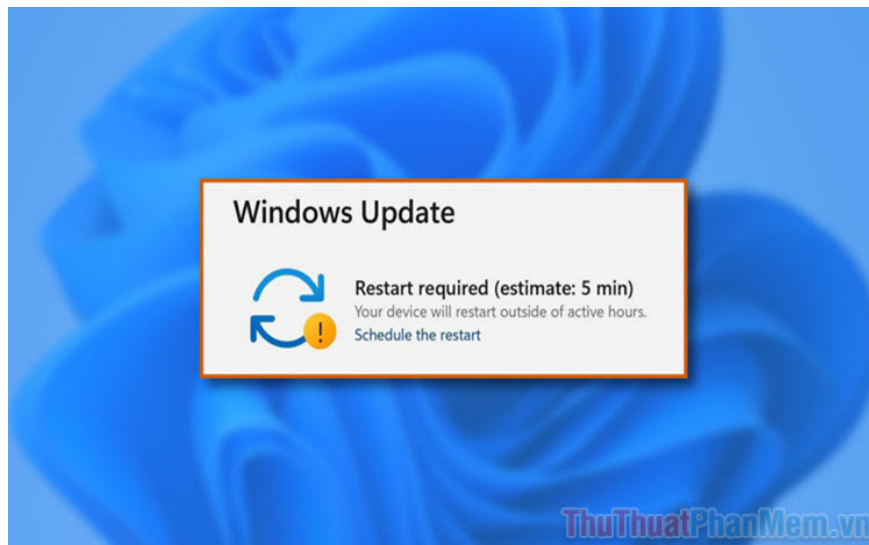 Windows Update
Restart required (estimate: 5 min)
Your device will restart outside of active hours.
Schedule the restart
ThuThuatPhanMem.vn